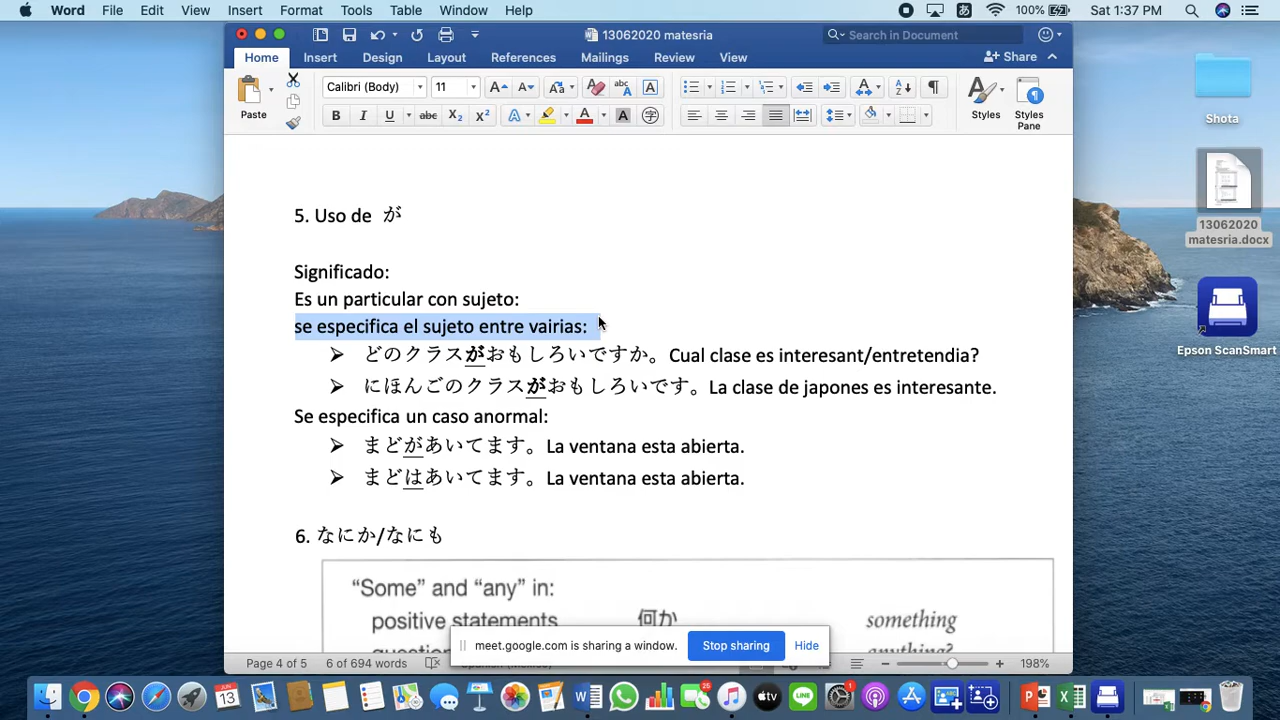 Word File Edit View Insert Format Tools Table Window Help 100% Sat 1:37 PM
13062020 matesria
Search in Document
Home Insert Design Layout References Mailings Review View Share
Paste
Calibri (Body) 11
Styles
Styles Pane
5. Uso de が
Significado:
Es un particular con sujeto:
se especifica el sujeto entre vairias:
➢ どのクラスがおもしろいですか。Cual clase es interesant/entretendia?
➢ にほんごのクラスがおもしろいです。La clase de japones es interesante.
Se especifica un caso anormal:
➢ まどがあいてます。La ventana esta abierta.
➢ まどはあいてます。La ventana esta abierta.
6. なにか/なにも
“Some” and “any” in:
positive statements 何か something
anything?
meet.google.com is sharing a window. Stop sharing Hide
Page 4 of 5 6 of 694 words 198%
Shota
13062020
matesria.docx
Epson ScanSmart